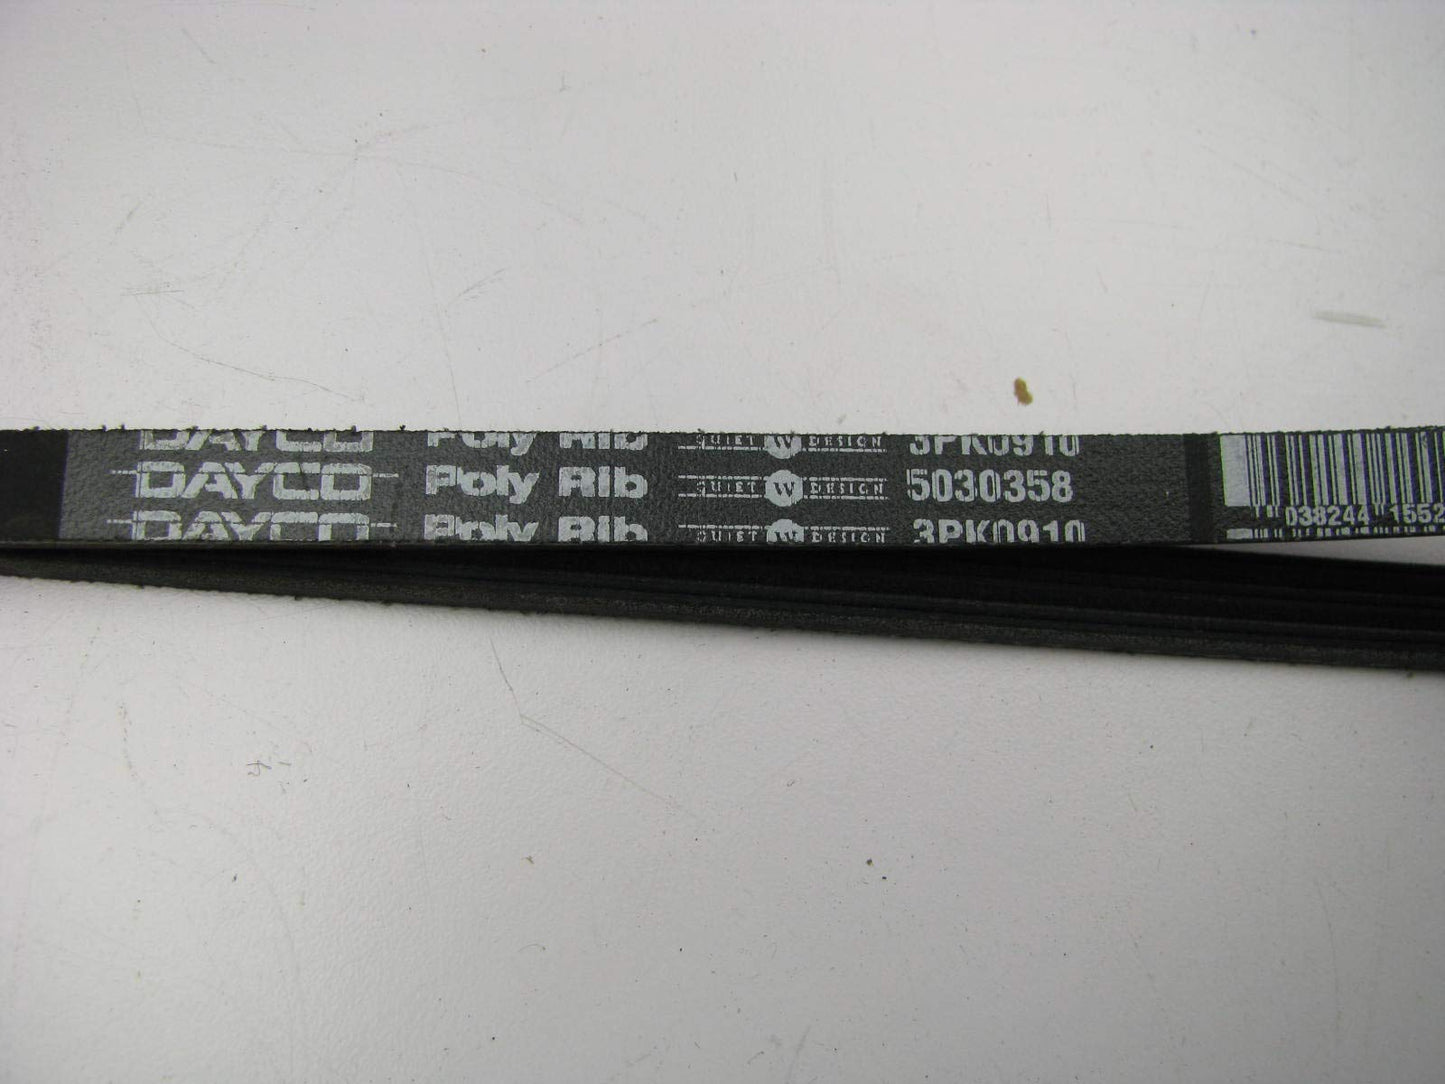 DAYCO Poly Rib QUIET W DESIGN 3PK0910
DAYCO Poly Rib QUIET W DESIGN 5030358
DAYCO Poly Rib QUIET W DESIGN 3PK0910
038244 1552